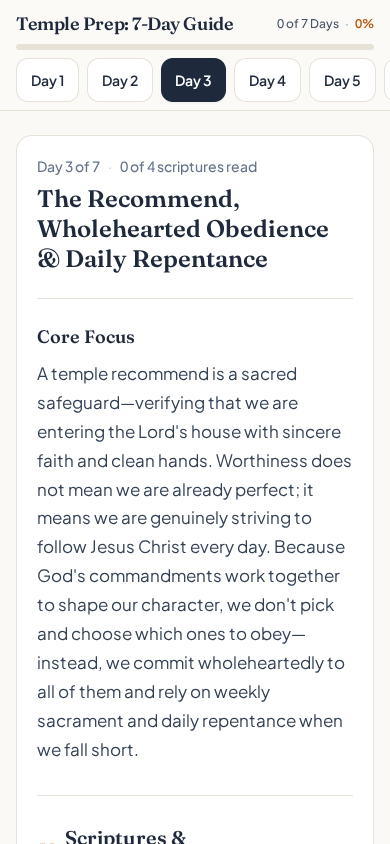 Temple Prep: 7-Day Guide
0 of 7 Days · 0%
Day 1 Day 2 Day 3 Day 4 Day 5
Day 3 of 7 · 0 of 4 scriptures read
The Recommend,
Wholehearted Obedience
& Daily Repentance
Core Focus
A temple recommend is a sacred
safeguard—verifying that we are
entering the Lord's house with sincere
faith and clean hands. Worthiness does
not mean we are already perfect; it
means we are genuinely striving to
follow Jesus Christ every day. Because
God's commandments work together
to shape our character, we don't pick
and choose which ones to obey—
instead, we commit wholeheartedly to
all of them and rely on weekly
sacrament and daily repentance when
we fall short.
Scriptures &